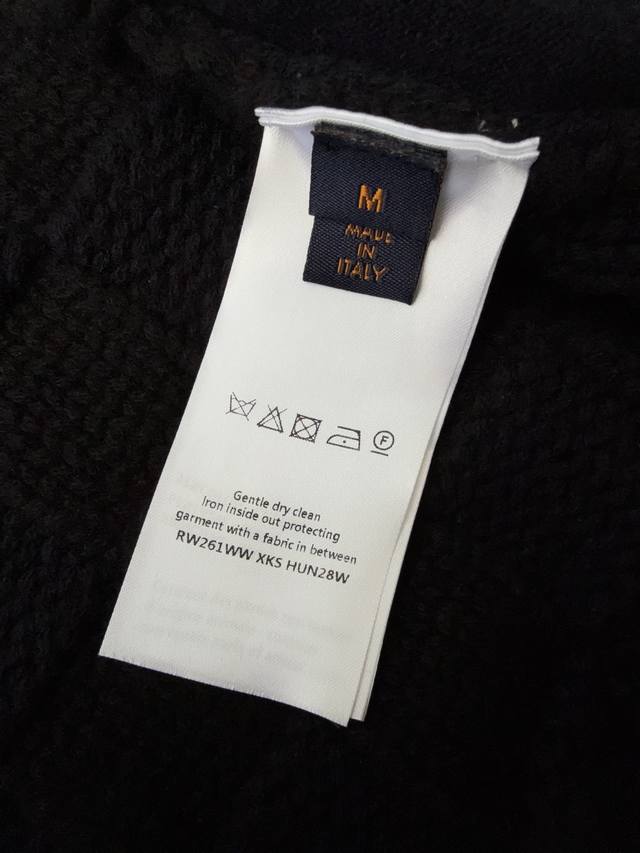 M
MADE
IN
ITALY
F
Gentle dry clean
Iron inside out protecting
garment with a fabric in between
RW261WW XKS HUN28W